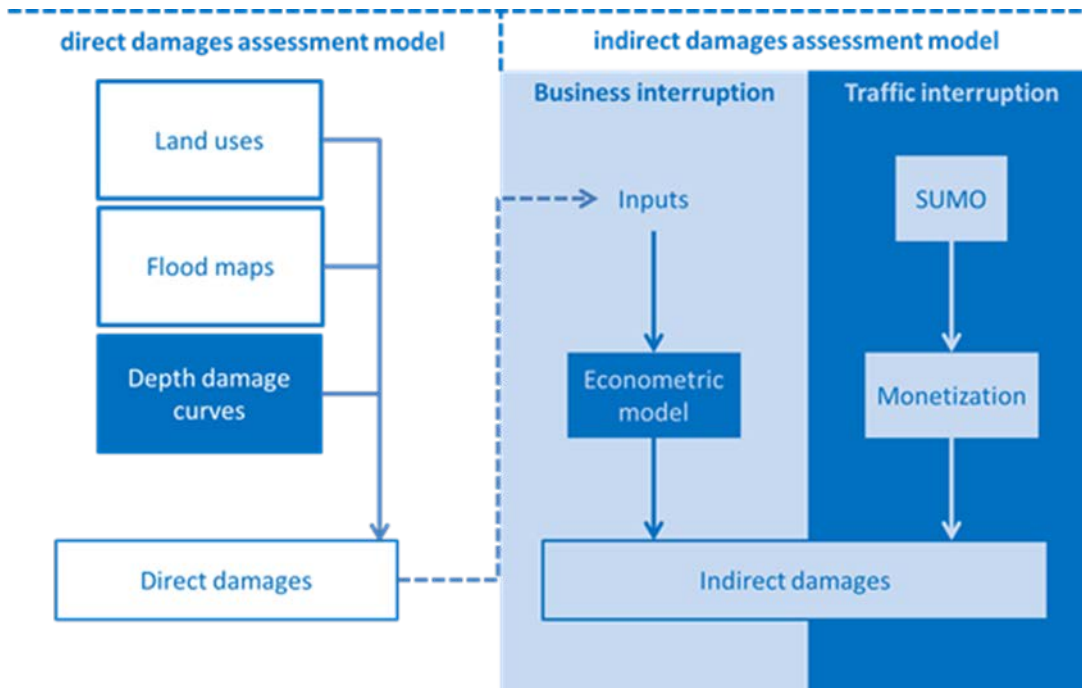 direct damages assessment model
Land uses
Flood maps
Depth damage
curves
Direct damages
indirect damages assessment model
Business interruption
Inputs
Econometric
model
Traffic interruption
SUMO
Monetization
Indirect damages